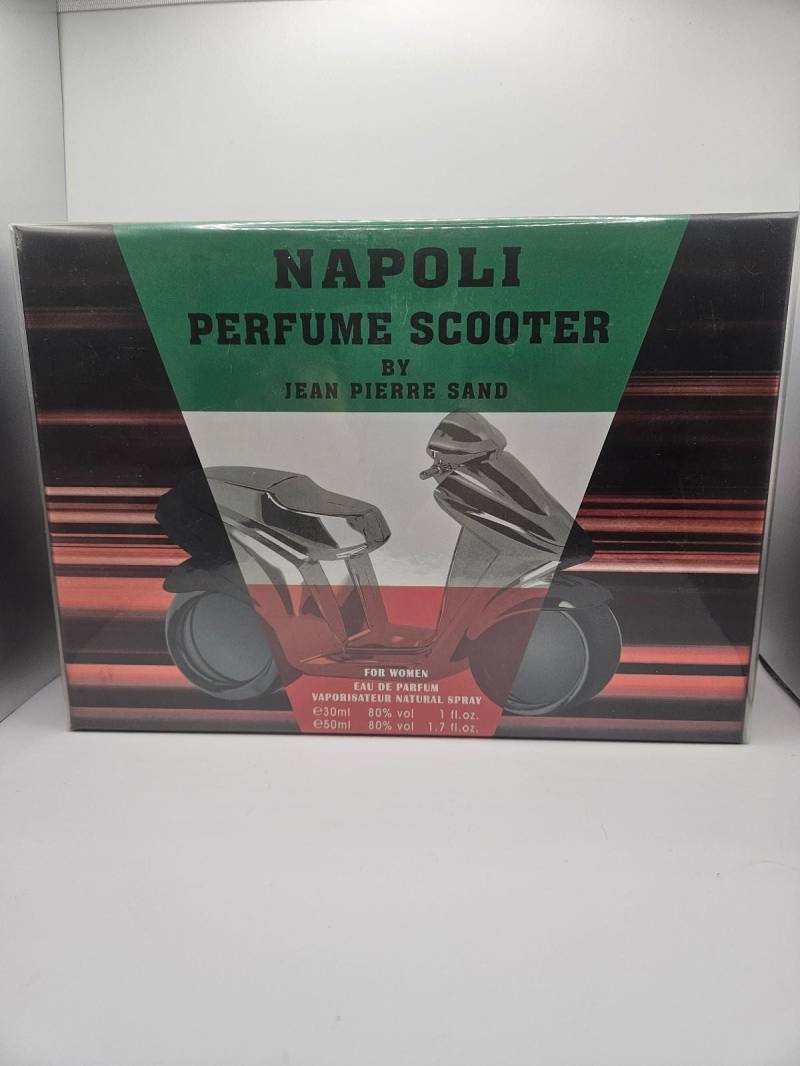 NAPOLI
PERFUME SCOOTER
BY
JEAN PIERRE SAND
FOR WOMEN
EAU DE PARFUM
VAPORISATEUR NATURAL SPRAY
℮30ml 80% vol 1 fl.oz.
℮50ml 80% vol 1.7 fl.oz.